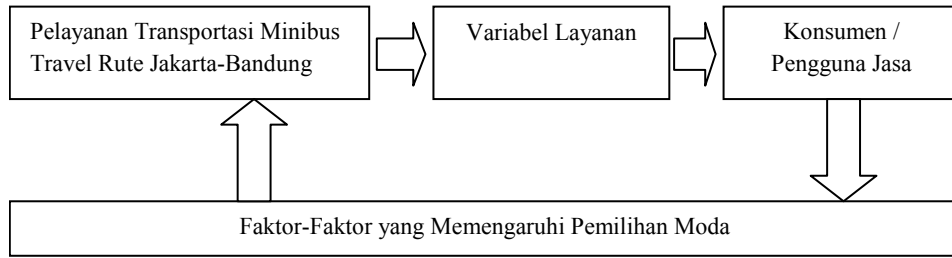 Pelayanan Transportasi Minibus
Travel Rute Jakarta-Bandung
Variabel Layanan
Konsumen /
Pengguna Jasa
Faktor-Faktor yang Memengaruhi Pemilihan Moda